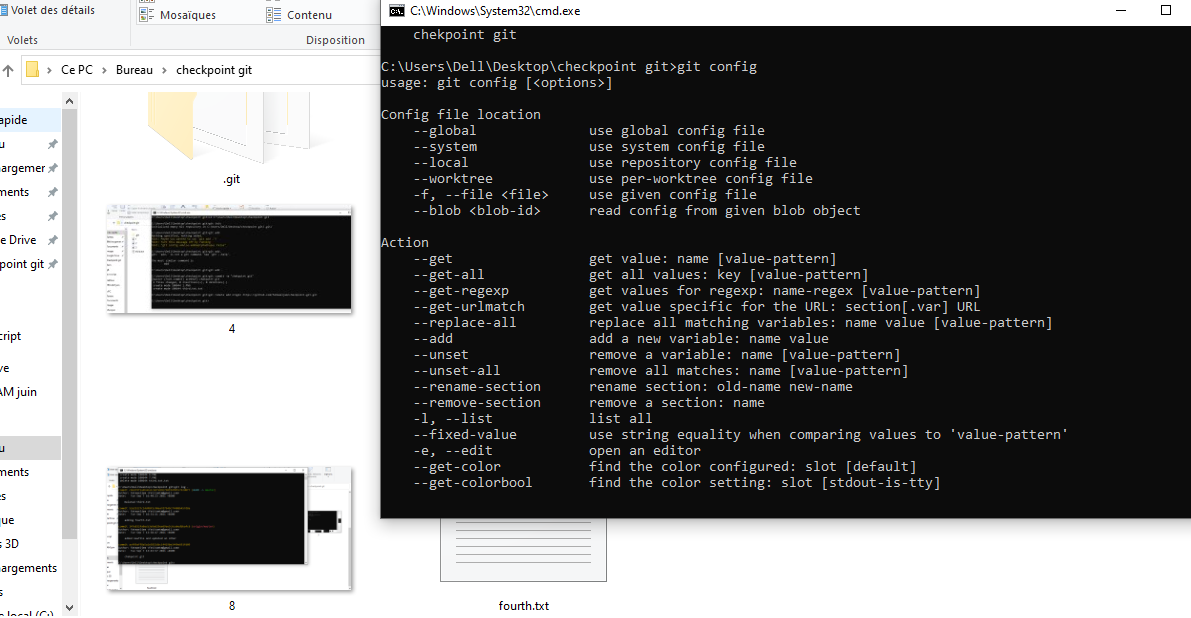 Volet des détails
Mosaïques
Contenu
Volets
Disposition
Ce PC
Bureau
checkpoint git
apide
u
argemer
ments
es
e Drive
point git
cript
ve
AM juin
u
ments
es
que
s 3D
argements
s
e local (C:)
.git
4
8
fourth.txt
C:\Windows\System32\cmd.exe
chekpoint git
C:\Users\Dell\Desktop\checkpoint git>git config
usage: git config [<options>]
Config file location
--global use global config file
--system use system config file
--local use repository config file
--worktree use per-worktree config file
-f, --file <file> use given config file
--blob <blob-id> read config from given blob object
Action
--get get value: name [value-pattern]
--get-all get all values: key [value-pattern]
--get-regexp get values for regexp: name-regex [value-pattern]
--get-urlmatch get value specific for the URL: section[.var] URL
--replace-all replace all matching variables: name value [value-pattern]
--add add a new variable: name value
--unset remove a variable: name [value-pattern]
--unset-all remove all matches: name [value-pattern]
--rename-section rename section: old-name new-name
--remove-section remove a section: name
-l, --list list all
--fixed-value use string equality when comparing values to 'value-pattern'
-e, --edit open an editor
--get-color find the color configured: slot [default]
--get-colorbool find the color setting: slot [stdout-is-tty]